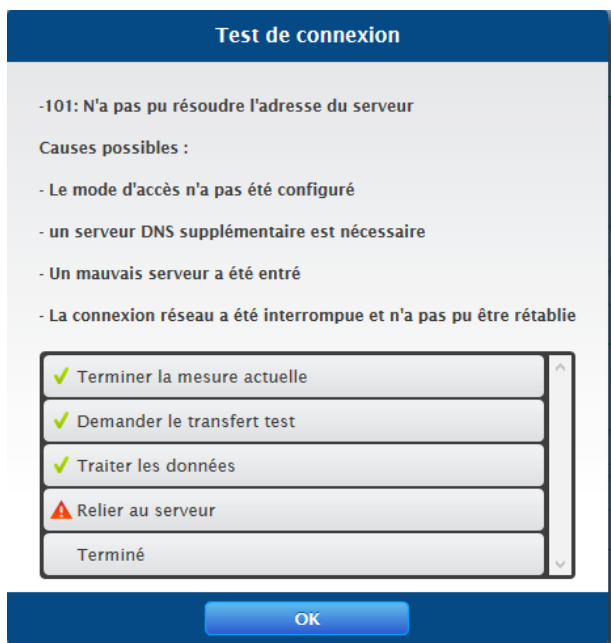 Test de connexion
-101: N'a pas pu résoudre l'adresse du serveur
Causes possibles :
- Le mode d'accès n'a pas été configuré
- un serveur DNS supplémentaire est nécessaire
- Un mauvais serveur a été entré
- La connexion réseau a été interrompue et n'a pas pu être rétablie
Terminer la mesure actuelle
Demander le transfert test
Traiter les données
Relier au serveur
Terminé
OK